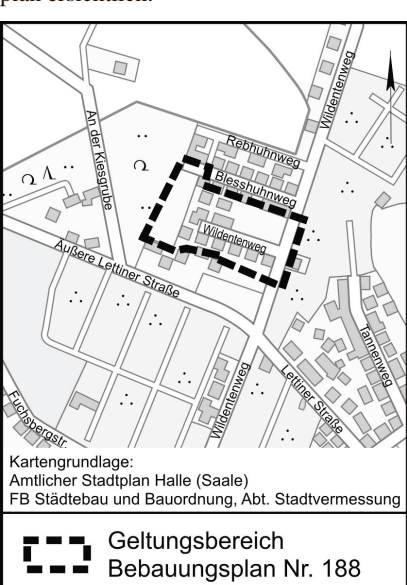 Wildentenweg
An der Kiesgrube
Rebhuhnweg
Blesshuhnweg
Wildentenweg
Äußere Lettiner Straße
Tannenweg
Lettiner Straße
Wildentenweg
Fuchsbergstr.
Kartengrundlage:
Amtlicher Stadtplan Halle (Saale)
FB Städtebau und Bauordnung, Abt. Stadtvermessung
Geltungsbereich
Bebauungsplan Nr. 188